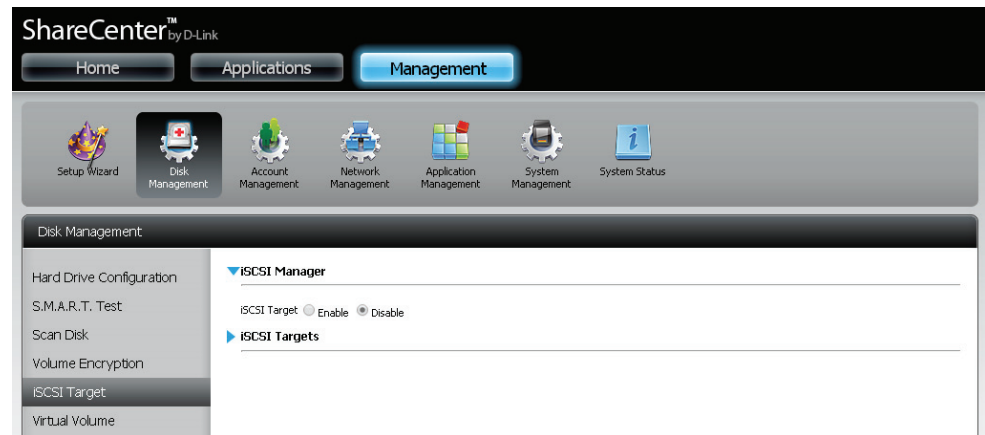 ShareCenter™ by D-Link
Home Applications Management
Setup Wizard
Disk Management
Account Management
Network Management
Application Management
System Management
System Status
Disk Management
Hard Drive Configuration
S.M.A.R.T. Test
Scan Disk
Volume Encryption
iSCSI Target
Virtual Volume
iSCSI Manager
iSCSI Target Enable Disable
iSCSI Targets